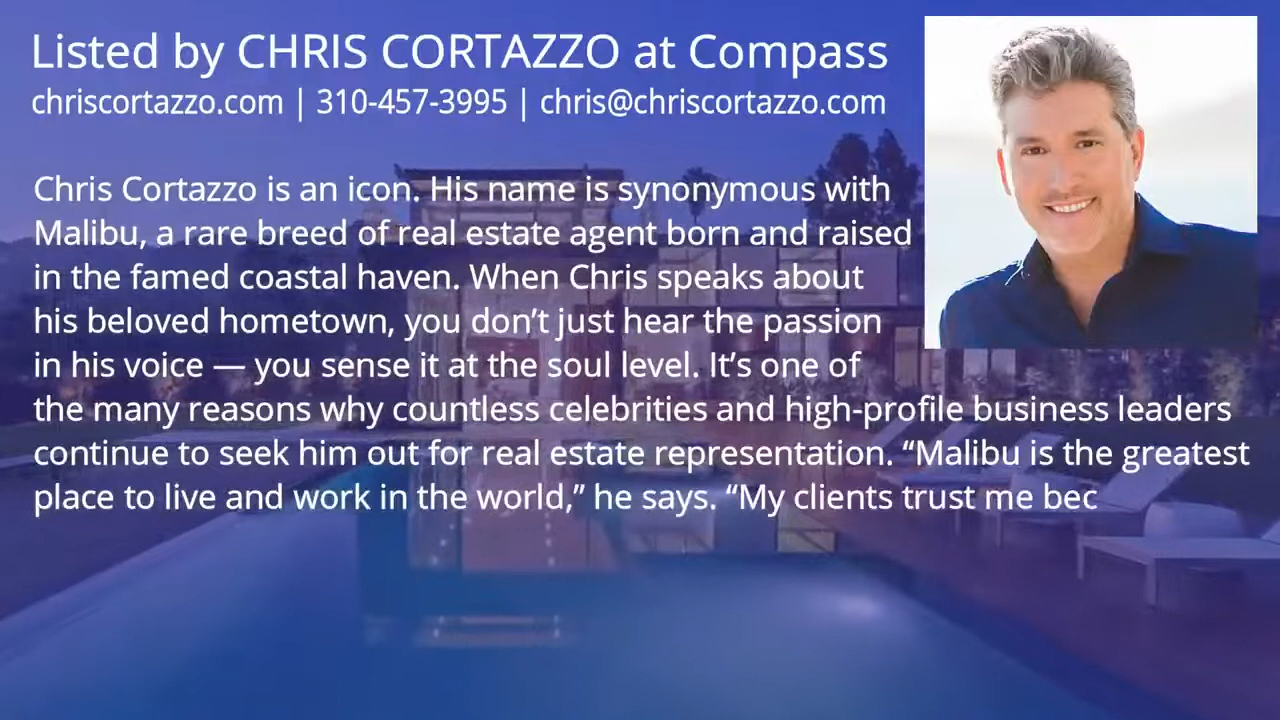 Listed by CHRIS CORTAZZO at Compass
chriscortazzo.com | 310-457-3995 | chris@chriscortazzo.com
Chris Cortazzo is an icon. His name is synonymous with
Malibu, a rare breed of real estate agent born and raised
in the famed coastal haven. When Chris speaks about
his beloved hometown, you don’t just hear the passion
in his voice — you sense it at the soul level. It’s one of
the many reasons why countless celebrities and high-profile business leaders
continue to seek him out for real estate representation. “Malibu is the greatest
place to live and work in the world,” he says. “My clients trust me bec